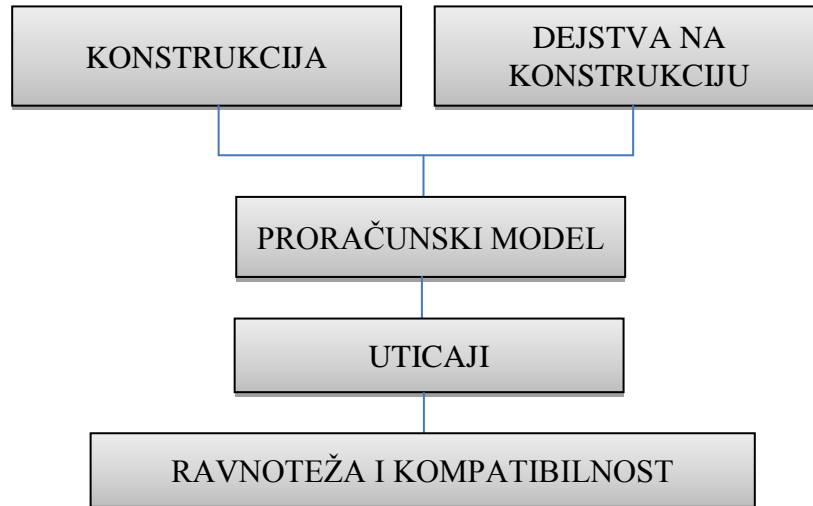 KONSTRUKCIJA
DEJSTVA NA
KONSTRUKCIJU
PRORAČUNSKI MODEL
UTICAJI
RAVNOTEŽA I KOMPATIBILNOST